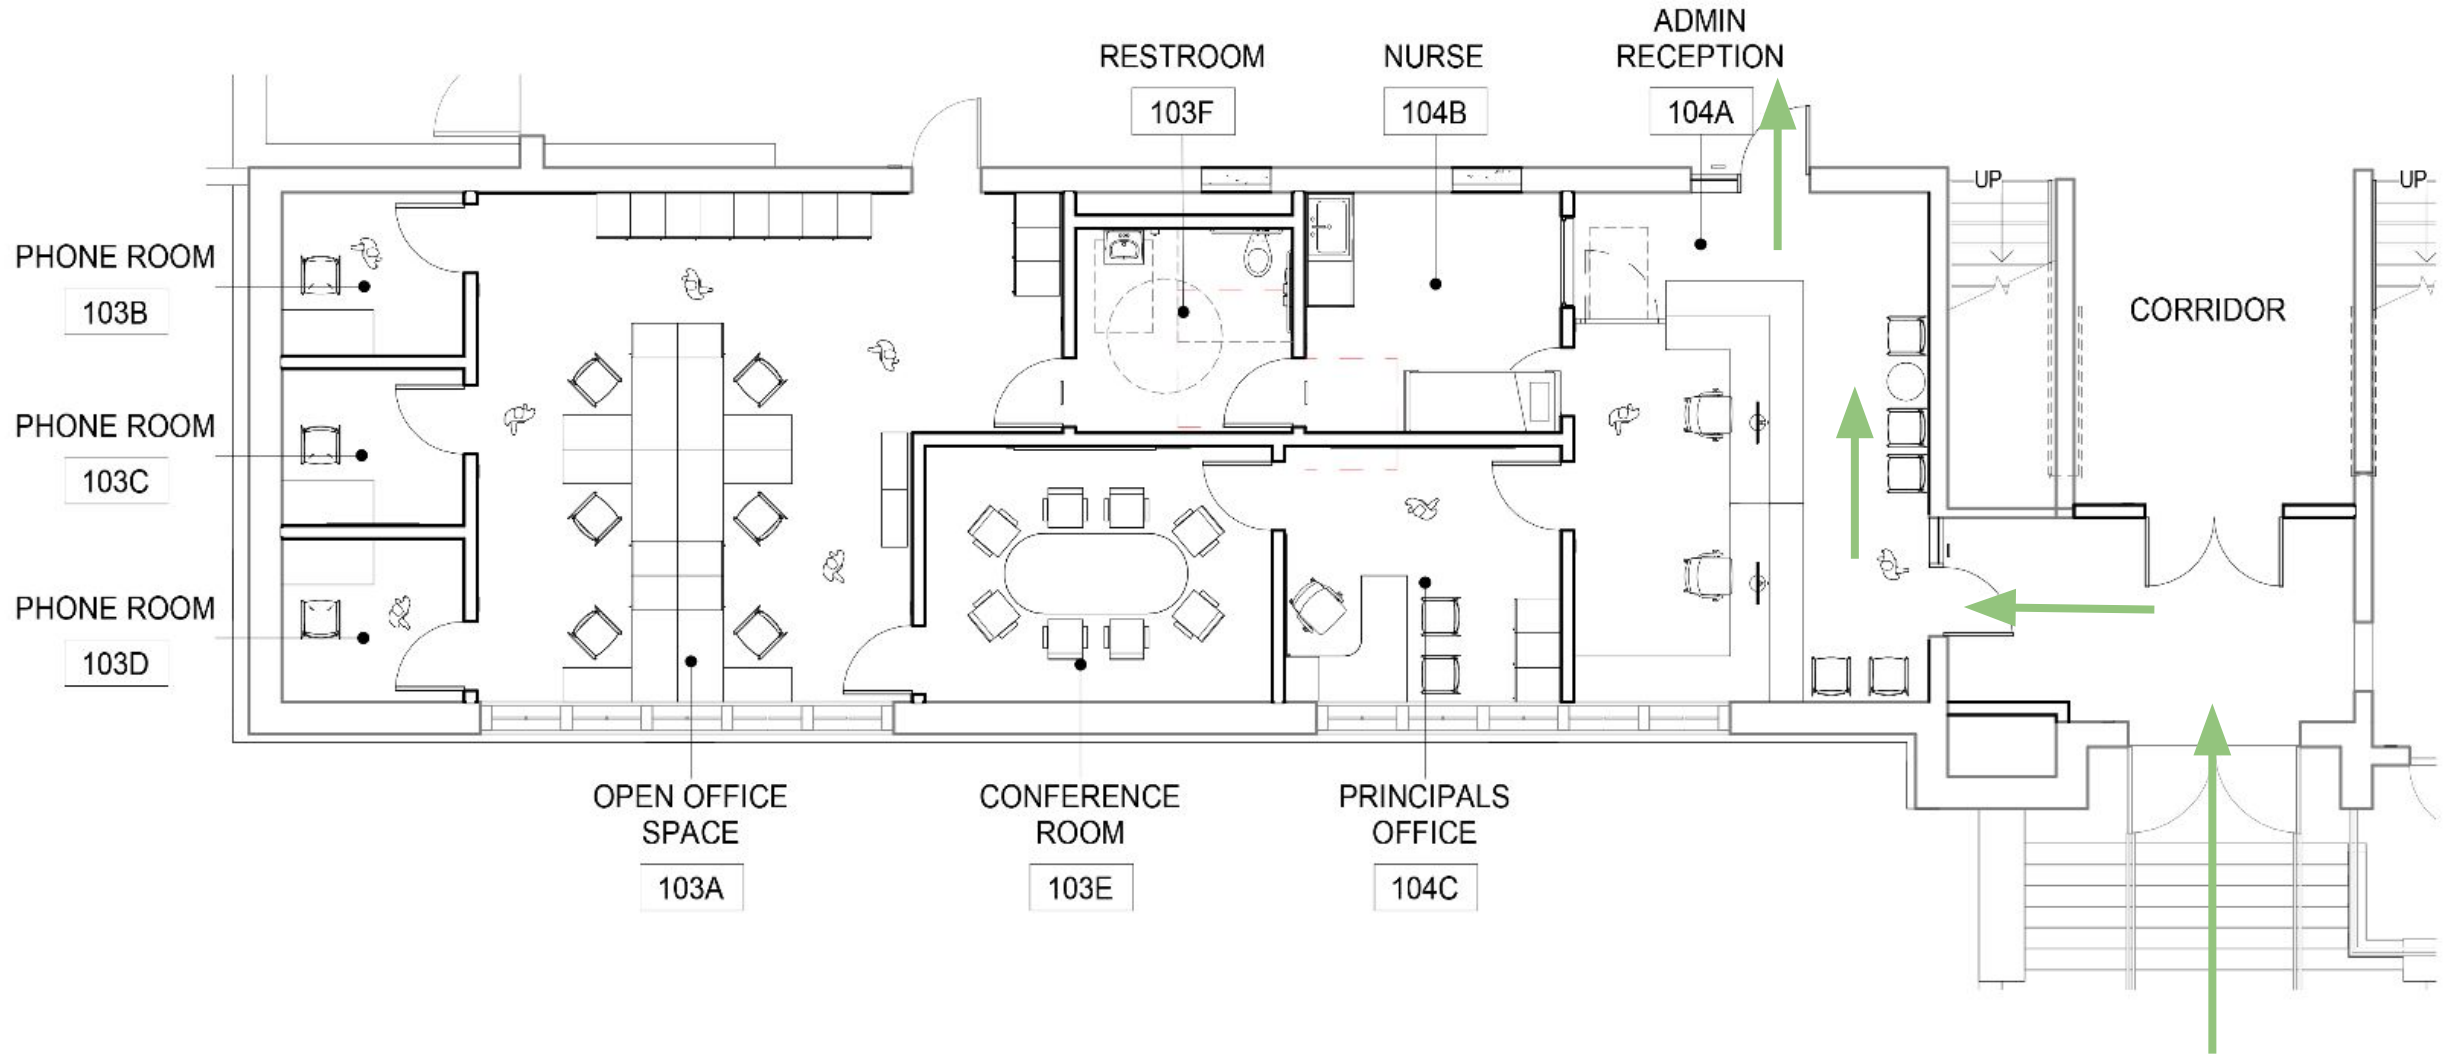 ADMIN
RECEPTION
104A
RESTROOM
103F
NURSE
104B
UP
UP
PHONE ROOM
103B
CORRIDOR
PHONE ROOM
103C
PHONE ROOM
103D
OPEN OFFICE
SPACE
103A
CONFERENCE
ROOM
103E
PRINCIPALS
OFFICE
104C